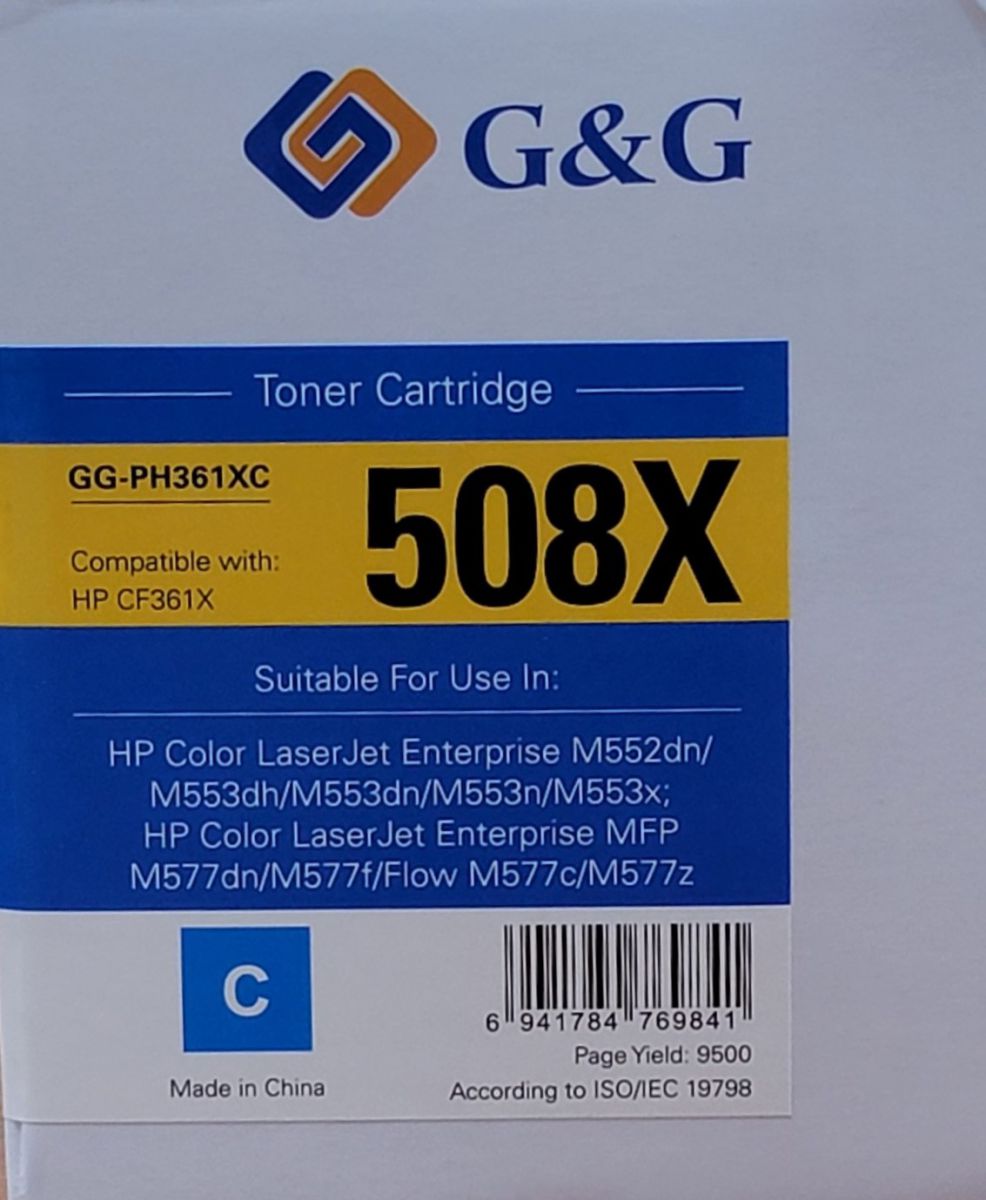 G&G
Toner Cartridge
GG-PH361XC
508X
Compatible with:
HP CF361X
Suitable For Use In:
HP Color LaserJet Enterprise M552dn/
M553dh/M553dn/M553n/M553x;
HP Color LaserJet Enterprise MFP
M577dn/M577f/Flow M577c/M577z
C
Made in China
6 941784 769841
Page Yield: 9500
According to ISO/IEC 19798